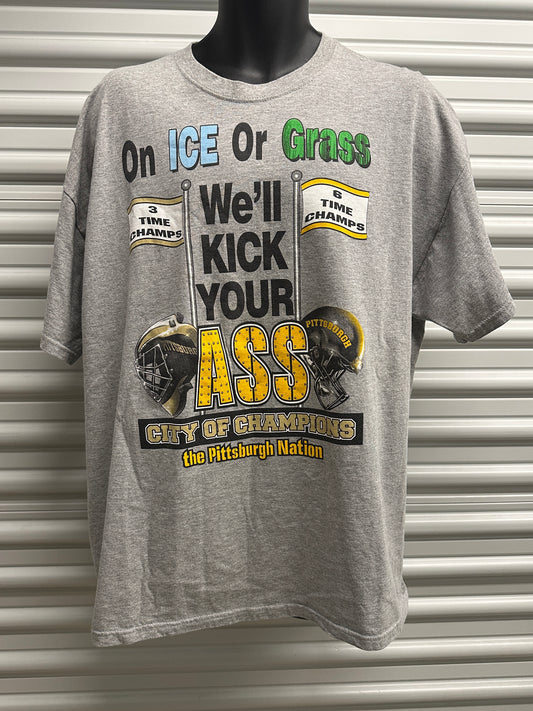 On ICE Or Grass
3
TIME
CHAMPS
We'll
KICK
YOUR
ASS
6
TIME
CHAMPS
PITTSBURGH
PITTSBURGH
CITY OF CHAMPIONS
the Pittsburgh Nation